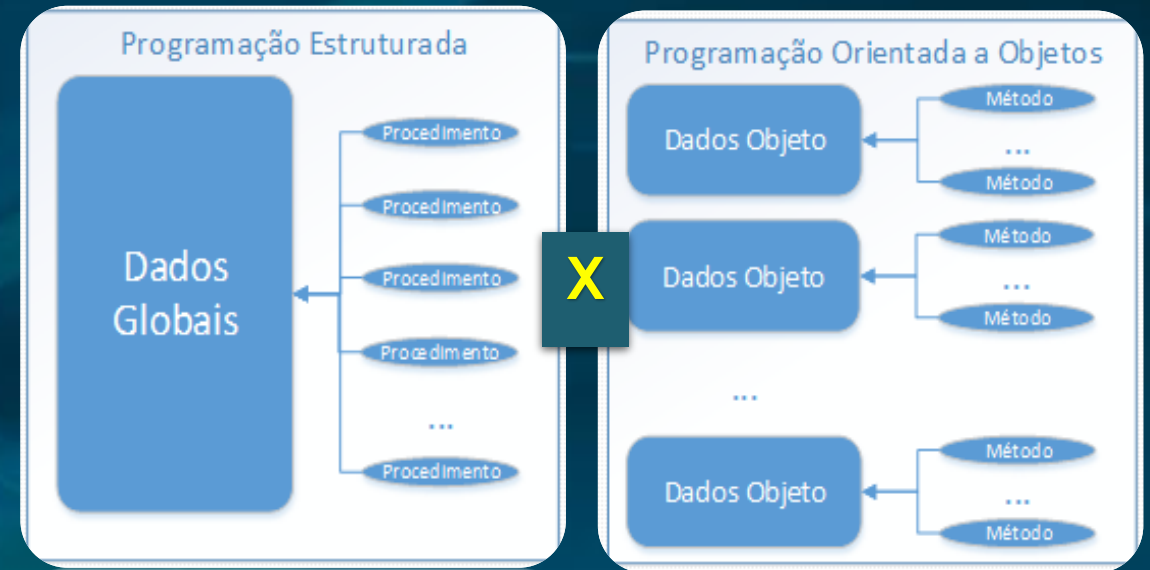 Programação Estruturada
Dados
Globais
Procedimento
Procedimento
Procedimento
Procedimento
...
Procedimento
X
Programação Orientada a Objetos
Dados Objeto
Método
...
Método
Dados Objeto
Método
...
Método
...
Dados Objeto
Método
...
Método